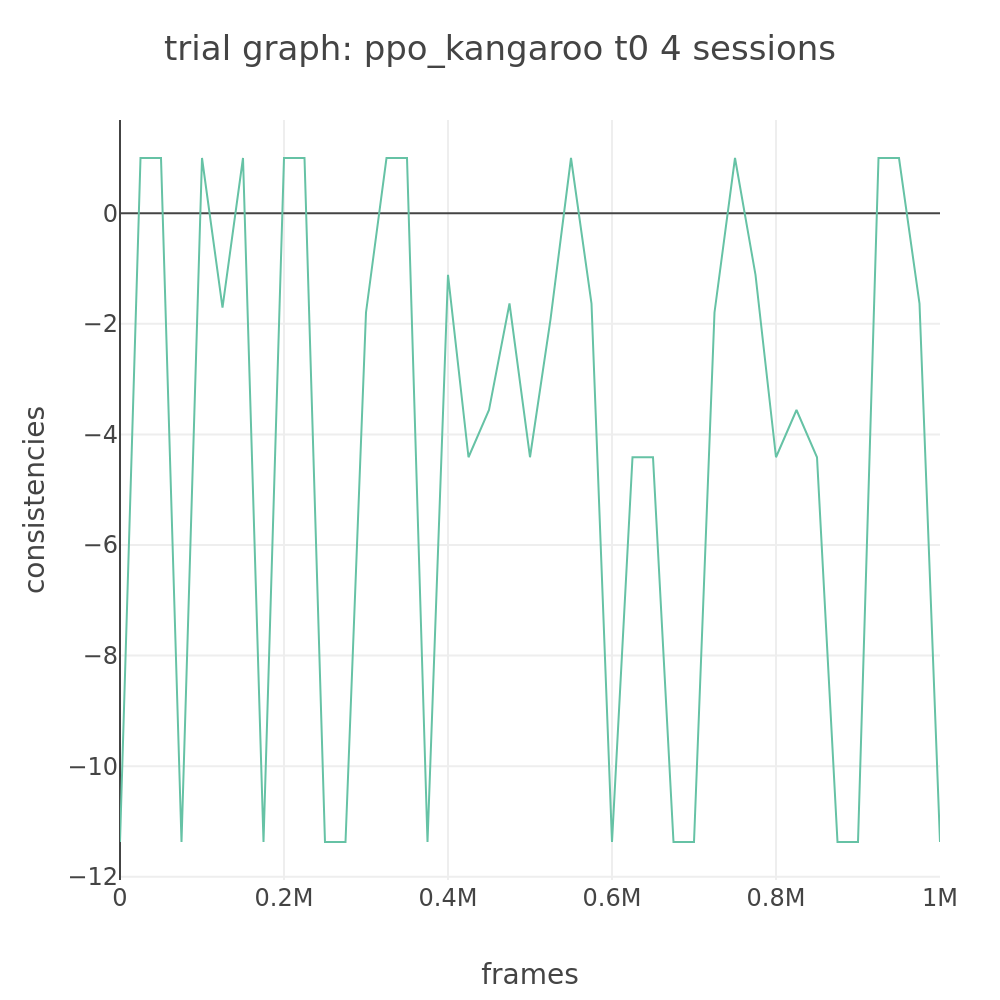 trial graph: ppo_kangaroo t0 4 sessions
consistencies
0
−2
−4
−6
−8
−10
−12
0 0.2M 0.4M 0.6M 0.8M 1M
frames